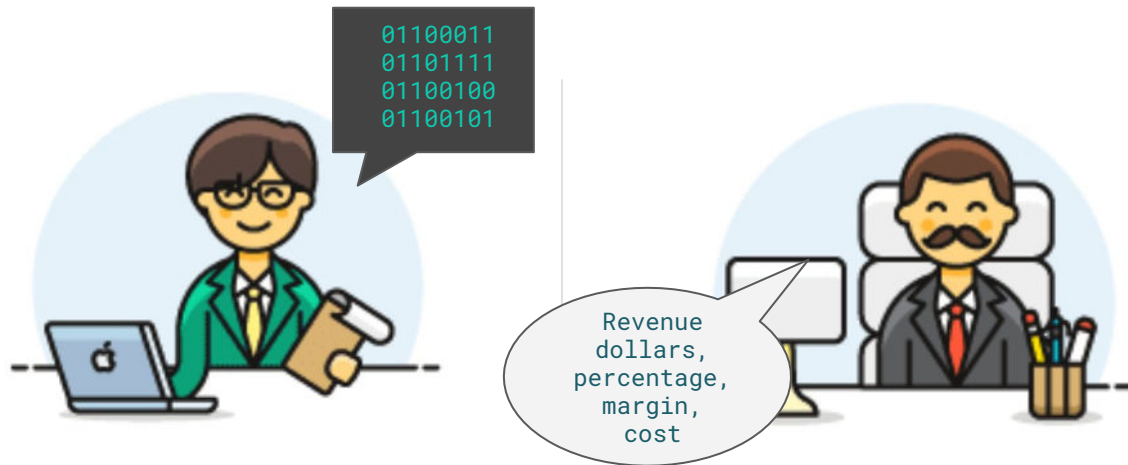 01100011
01101111
01100100
01100101
Revenue
dollars,
percentage,
margin,
cost